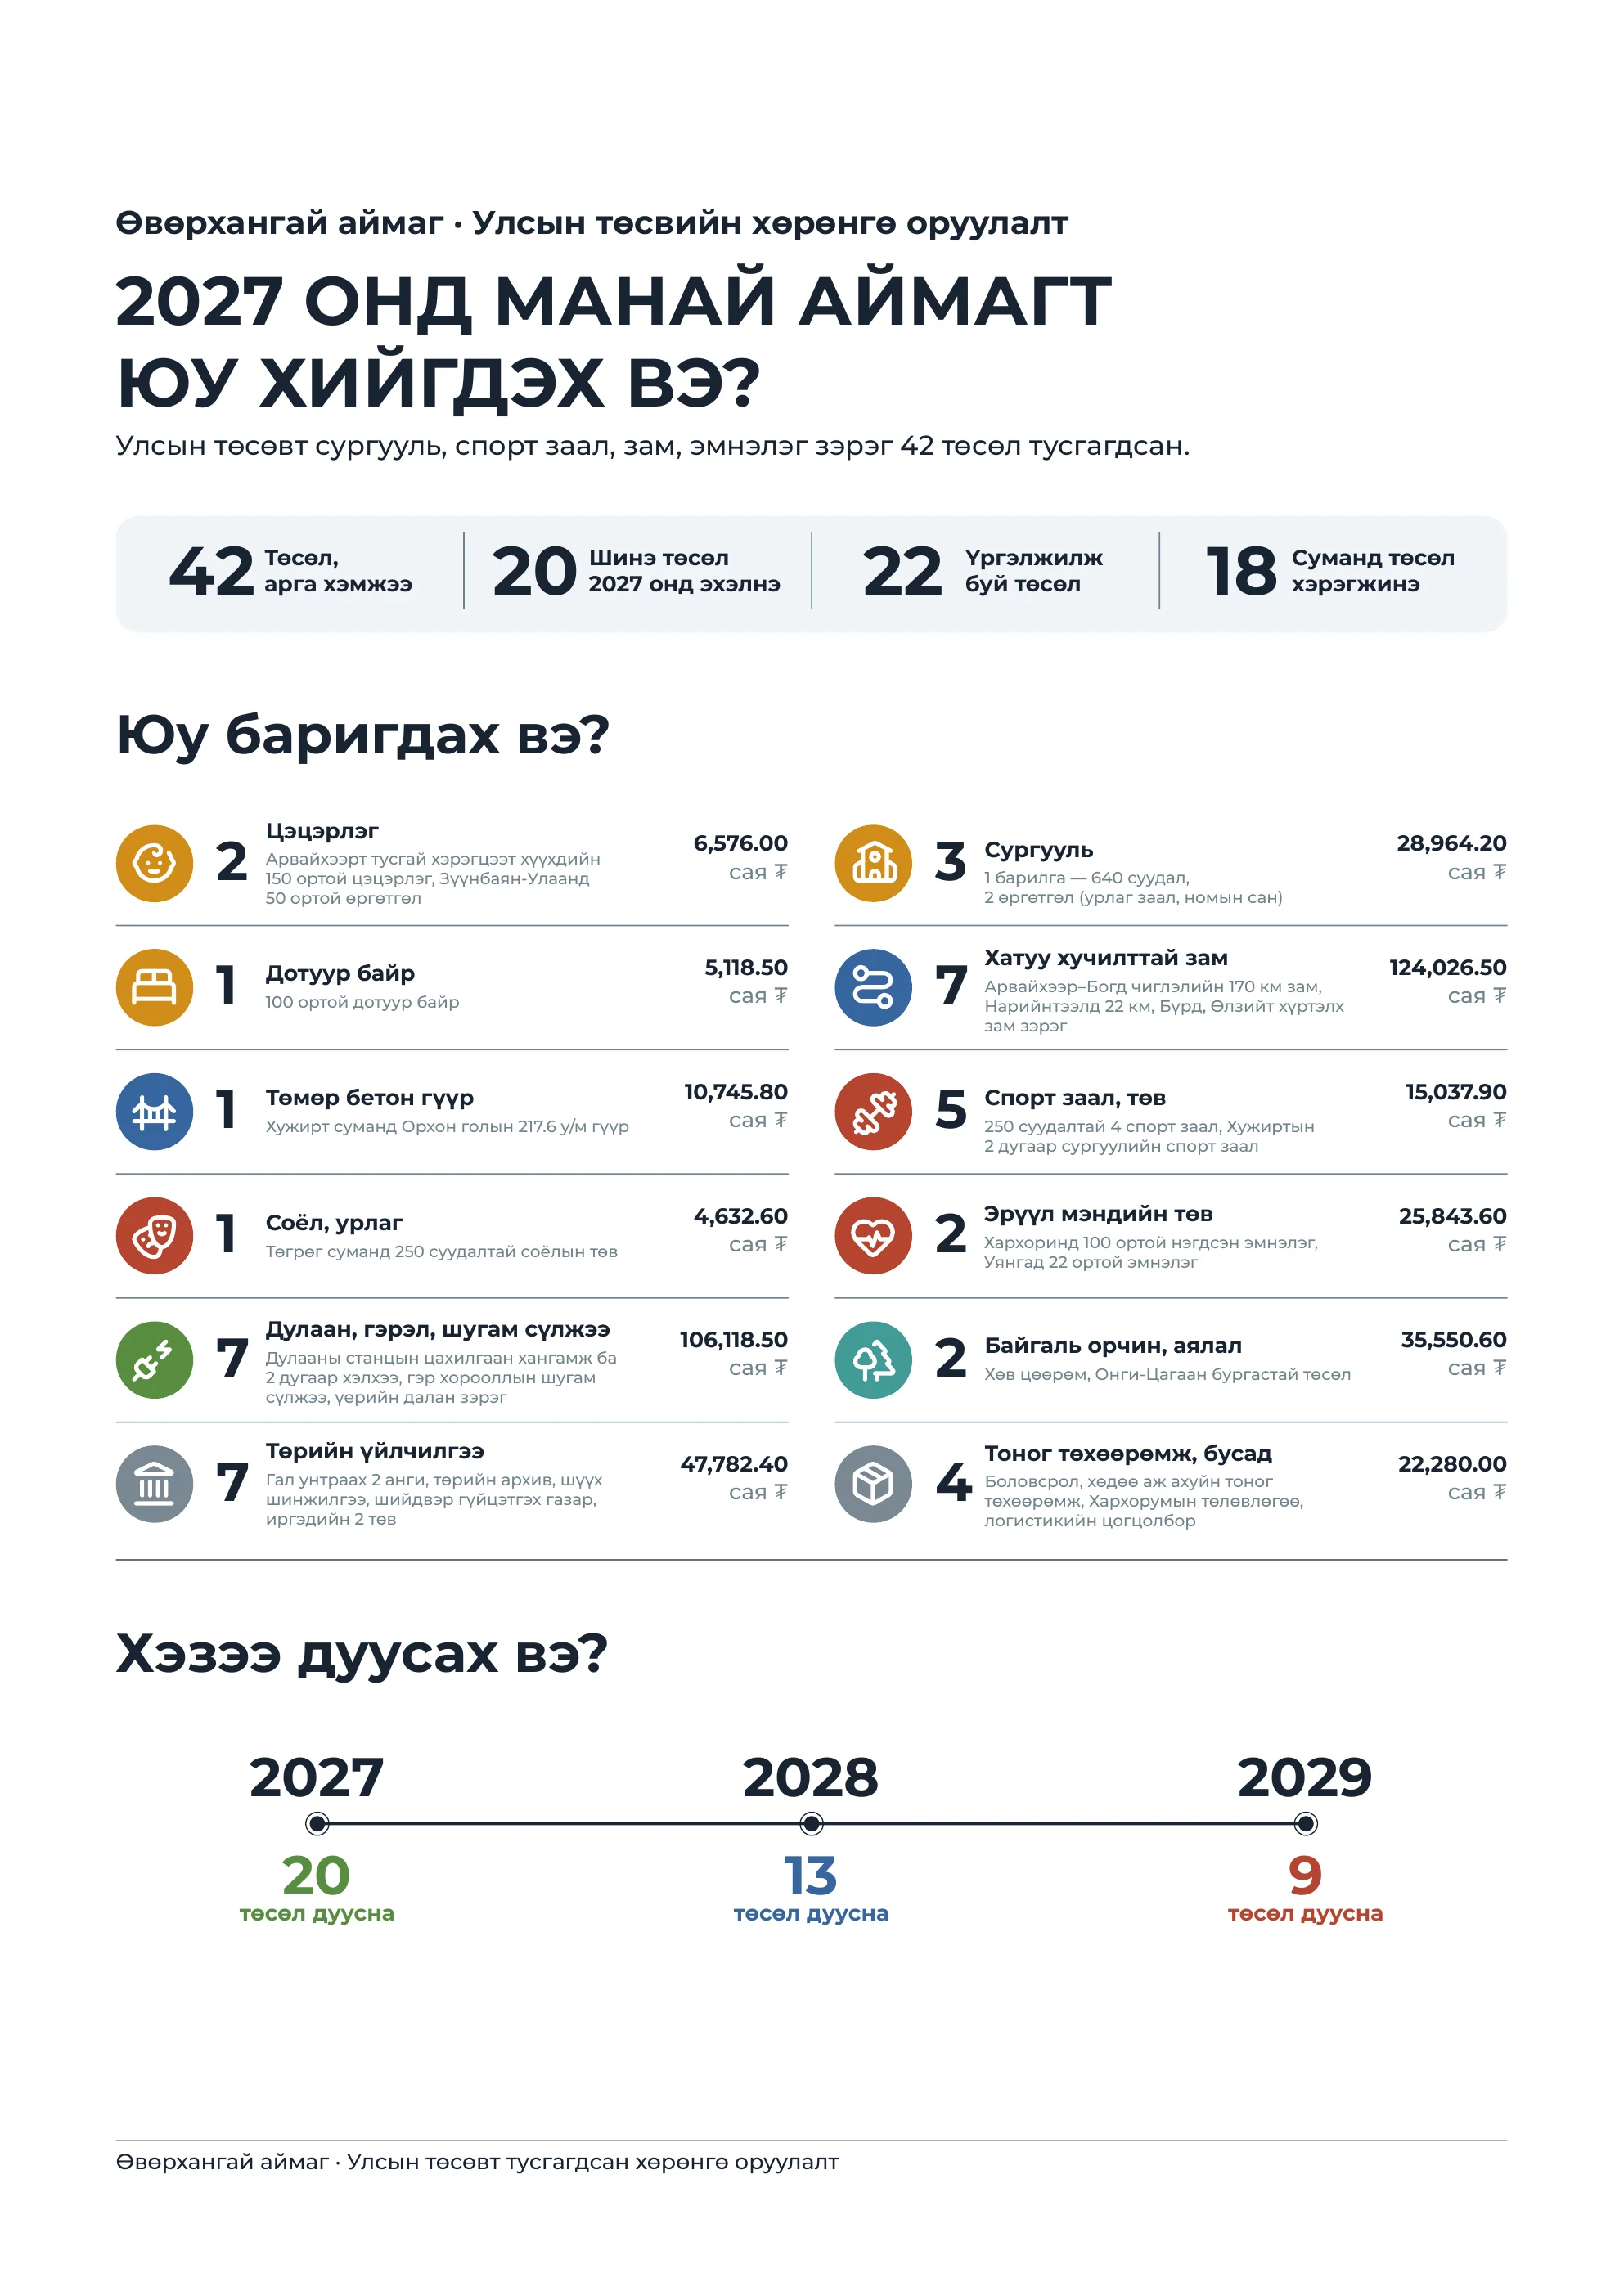 Өвөрхангай аймаг · Улсын төсвийн хөрөнгө оруулалт
2027 ОНД МАНАЙ АЙМАГТ
ЮУ ХИЙГДЭХ ВЭ?
Улсын төсөвт сургууль, спорт заал, зам, эмнэлэг зэрэг 42 төсөл тусгагдсан.
42 Төсөл,
арга хэмжээ
20 Шинэ төсөл
2027 онд эхэлнэ
22 Үргэлжилж
буй төсөл
18 Суманд төсөл
хэрэгжинэ
Юу баригдах вэ?
2 Цэцэрлэг
Арвайхээрт тусгай хэрэгцээт хүүхдийн
150 ортой цэцэрлэг, Зүүнбаян-Улаанд
50 ортой өргөтгөл
6,576.00
сая ₮
3 Сургууль
1 барилга — 640 суудал,
2 өргөтгөл (урлаг заал, номын сан)
28,964.20
сая ₮
1 Дотуур байр
100 ортой дотуур байр
5,118.50
сая ₮
7 Хатуу хучилттай зам
Арвайхээр–Богд чиглэлийн 170 км зам,
Нарийнтээлд 22 км, Бүрд, Өлзийт хүртэлх
зам зэрэг
124,026.50
сая ₮
1 Төмөр бетон гүүр
Хужирт суманд Орхон голын 217.6 у/м гүүр
10,745.80
сая ₮
5 Спорт заал, төв
250 суудалтай 4 спорт заал, Хужиртын
2 дугаар сургуулийн спорт заал
15,037.90
сая ₮
1 Соёл, урлаг
Төгрөг суманд 250 суудалтай соёлын төв
4,632.60
сая ₮
2 Эрүүл мэндийн төв
Хархоринд 100 ортой нэгдсэн эмнэлэг,
Уянгад 22 ортой эмнэлэг
25,843.60
сая ₮
7 Дулаан, гэрэл, шугам сүлжээ
Дулааны станцын цахилгаан хангамж ба
2 дугаар хэлхээ, гэр хорооллын шугам
сүлжээ, үерийн далан зэрэг
106,118.50
сая ₮
2 Байгаль орчин, аялал
Хөв цөөрөм, Онги-Цагаан бургастай төсөл
35,550.60
сая ₮
7 Төрийн үйлчилгээ
Гал унтраах 2 анги, төрийн архив, шүүх
шинжилгээ, шийдвэр гүйцэтгэх газар,
иргэдийн 2 төв
47,782.40
сая ₮
4 Тоног төхөөрөмж, бусад
Боловсрол, хөдөө аж ахуйн тоног
төхөөрөмж, Хархорумын төлөвлөгөө,
логистикийн цогцолбор
22,280.00
сая ₮
Хэзээ дуусах вэ?
2027
2028
2029
20
төсөл дуусна
13
төсөл дуусна
9
төсөл дуусна
Өвөрхангай аймаг · Улсын төсөвт тусгагдсан хөрөнгө оруулалт